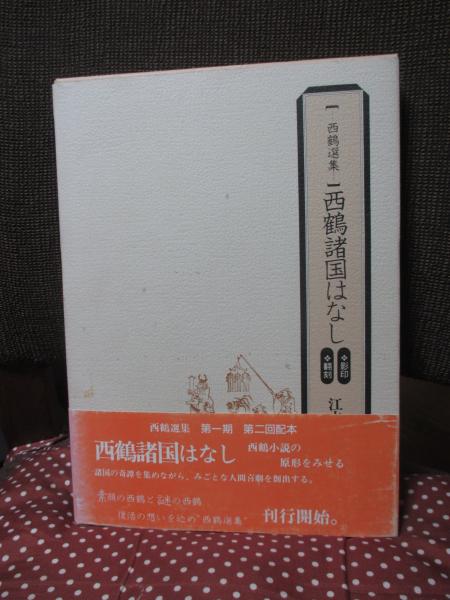 【西鶴選集】
西鶴諸国はなし
影印
翻刻
江
西鶴選集 第一期 第二回配本
西鶴諸国はなし
西鶴小説の
原形をみせる
諸国の奇譚を集めながら、みごとな人間喜劇を創出する。
素顔の西鶴と謎の西鶴
復活の想いを込め“西鶴選集”
刊行開始。